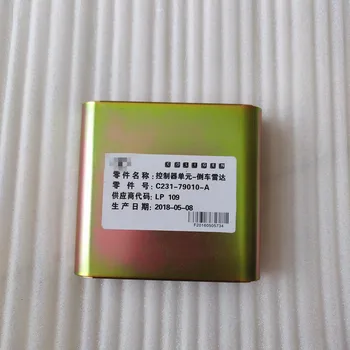 零件名称：控制器单元-倒车雷达
零 件 号：C231-79010-A
供应商代码：LP 109
生产日期：2018-05-08